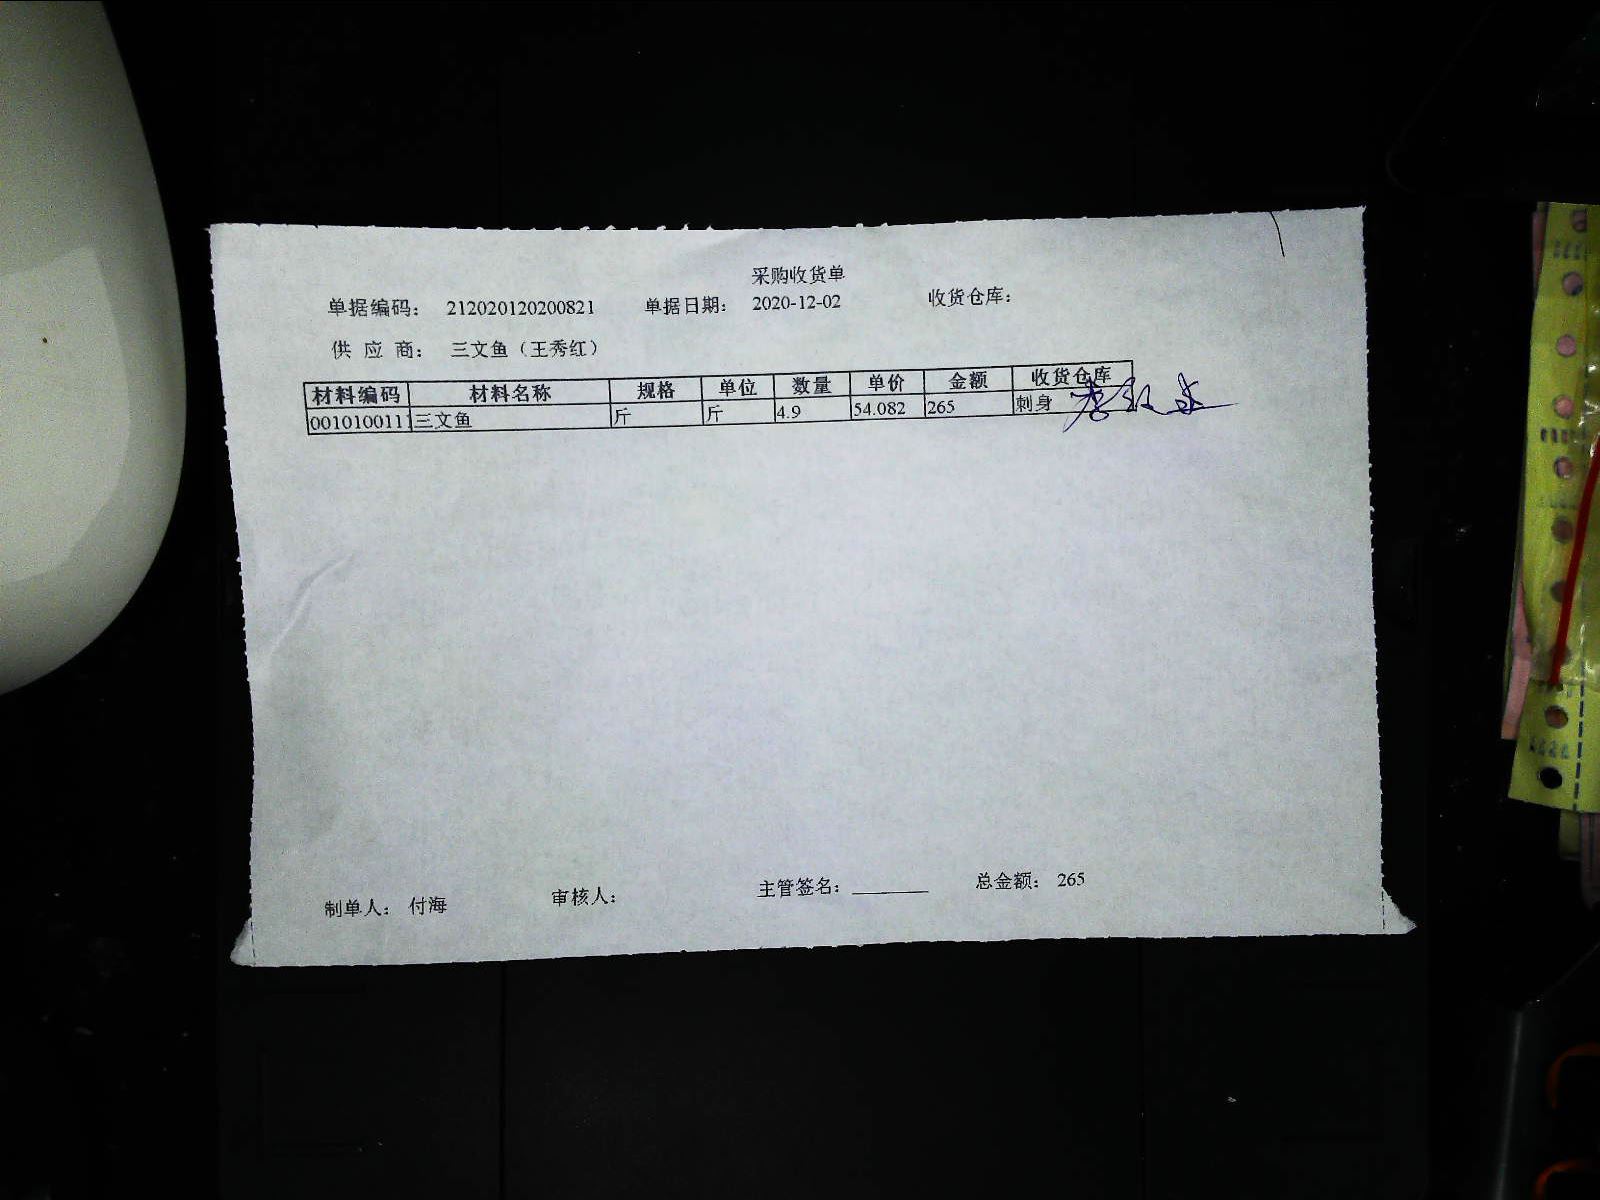 采购收货单
单据编码： 212020120200821 单据日期： 2020-12-02 收货仓库：
供 应 商： 三文鱼（王秀红）
材料编码 材料名称 规格 单位 数量 单价 金额 收货仓库
0010100111 三文鱼 斤 斤 4.9 54.082 265 刺身
制单人： 付海 审核人： 主管签名： 总金额： 265